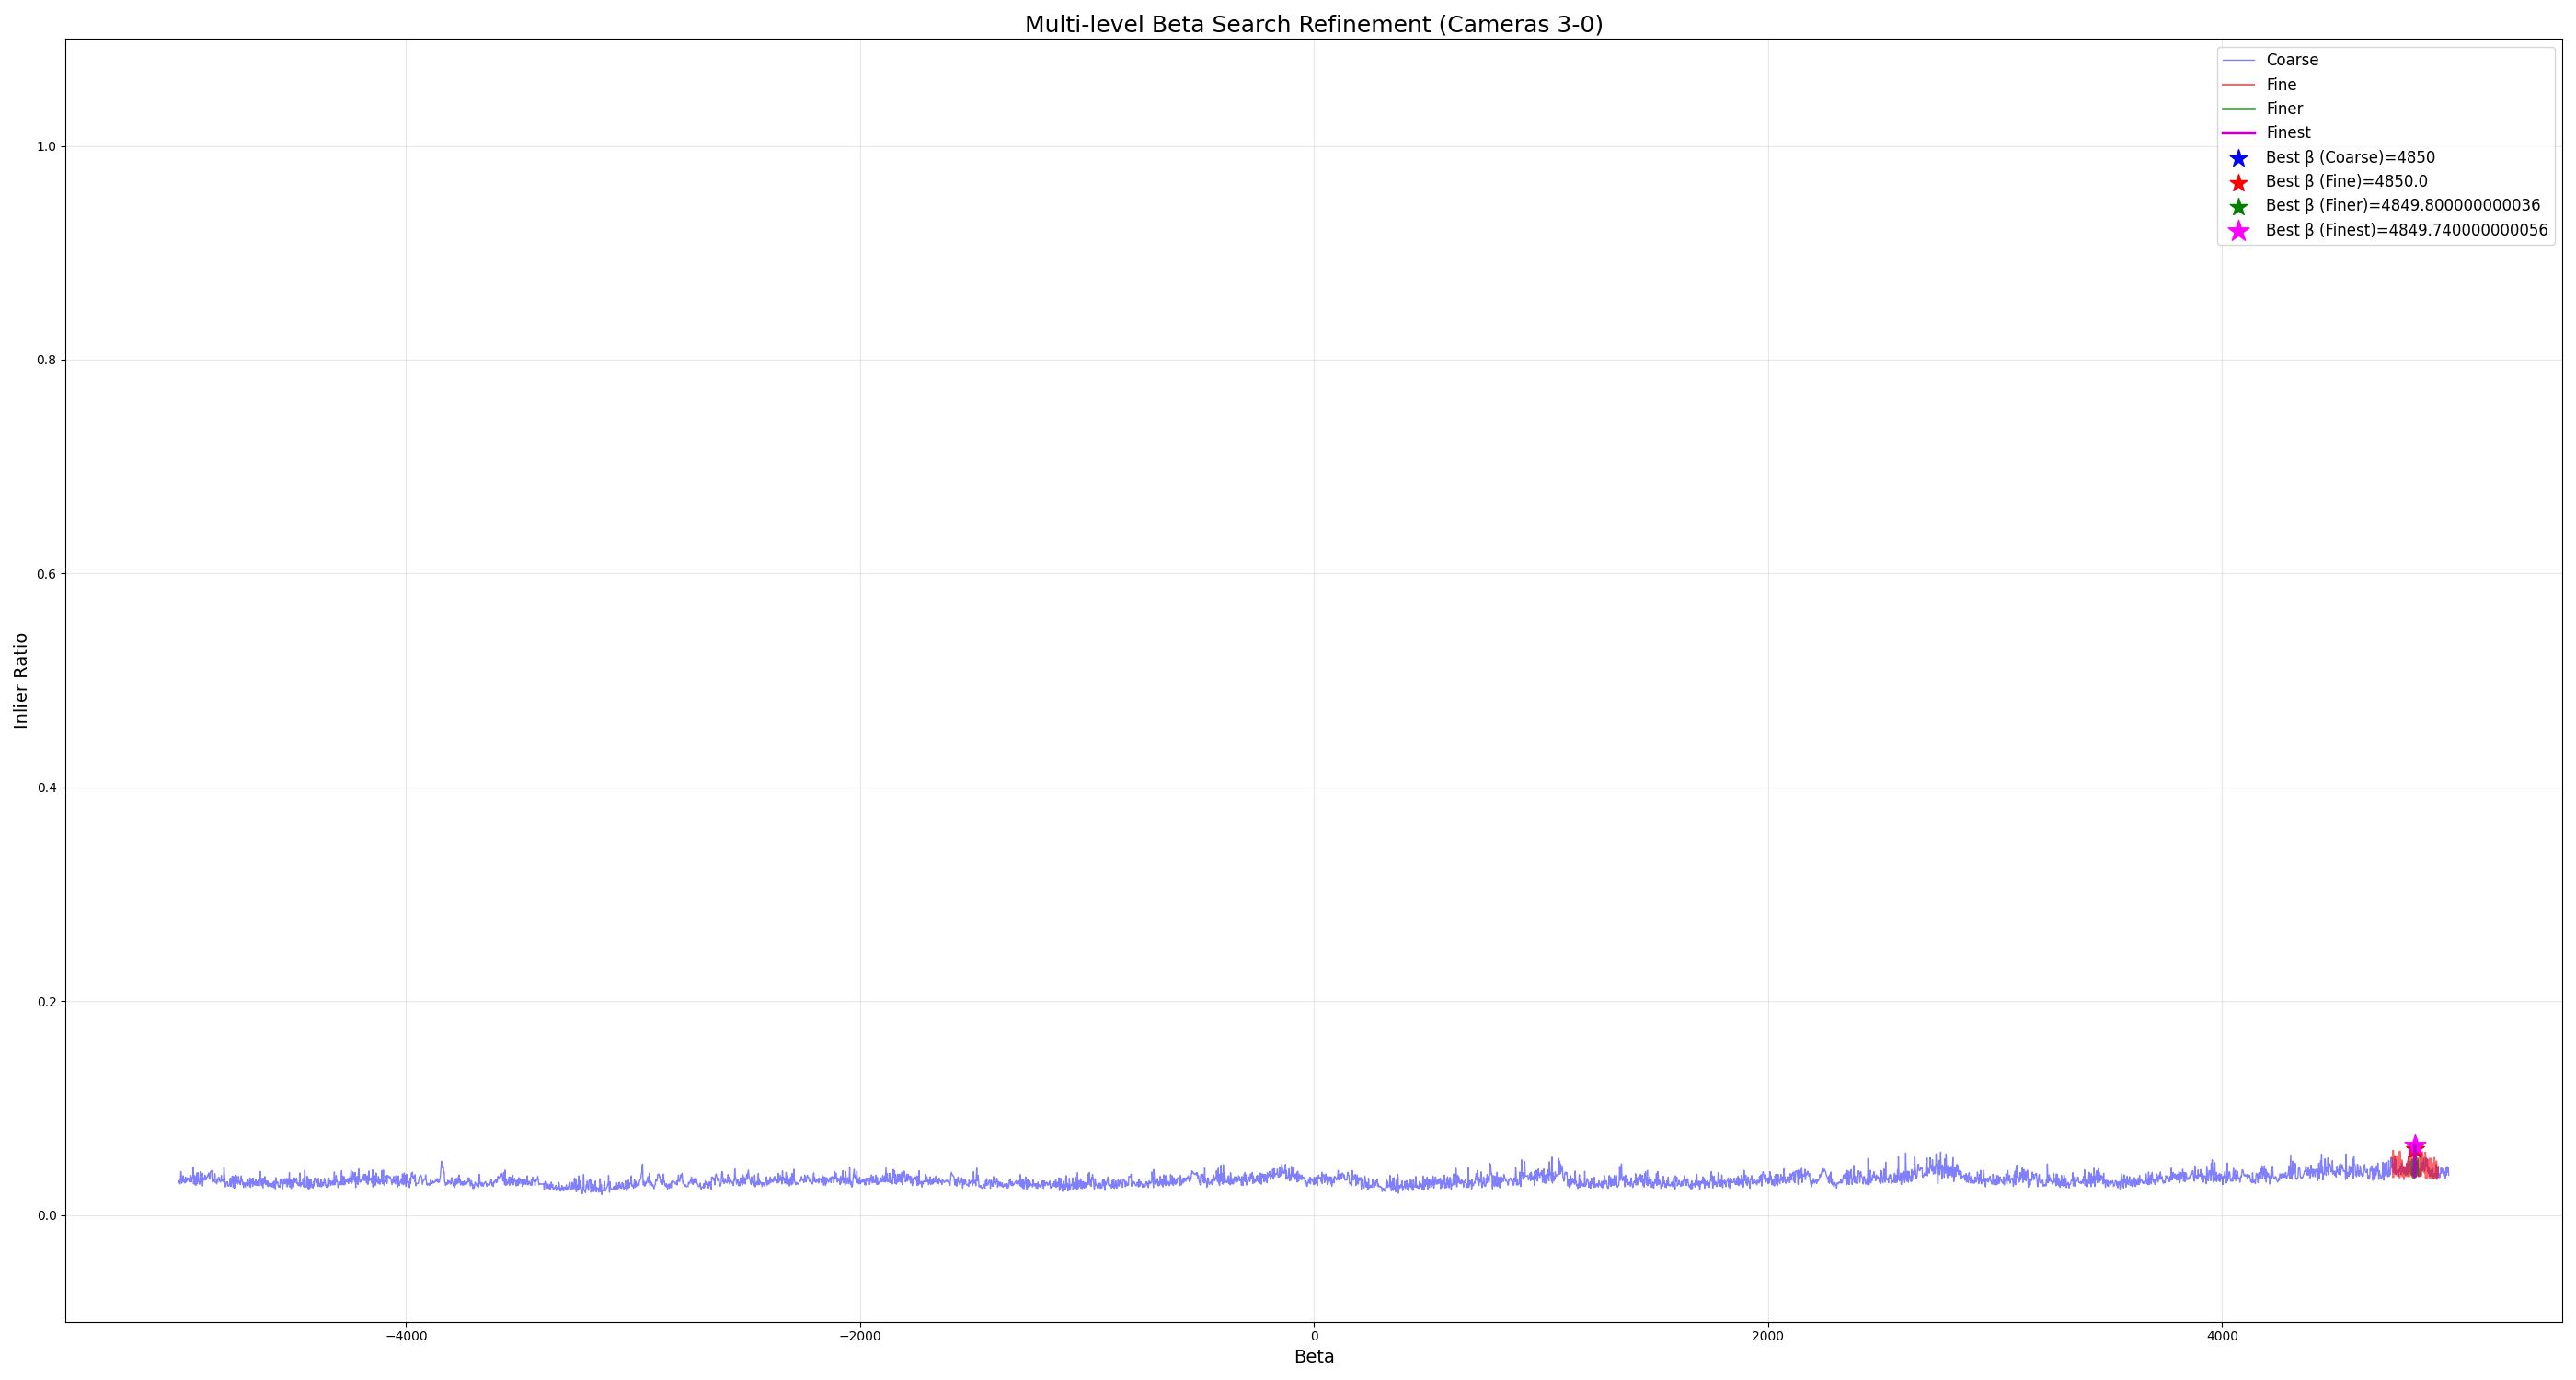 Multi-level Beta Search Refinement (Cameras 3-0)
Coarse
Fine
Finer
Finest
Best β (Coarse)=4850
Best β (Fine)=4850.0
Best β (Finer)=4849.800000000036
Best β (Finest)=4849.740000000056
1.0
0.8
0.6
0.4
0.2
0.0
Inlier Ratio
−4000
−2000
0
2000
4000
Beta